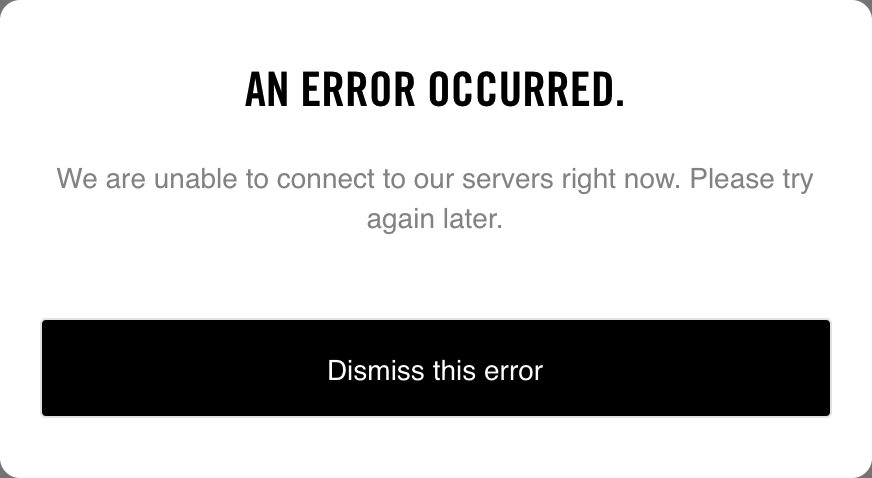 AN ERROR OCCURRED.
We are unable to connect to our servers right now. Please try
again later.
Dismiss this error